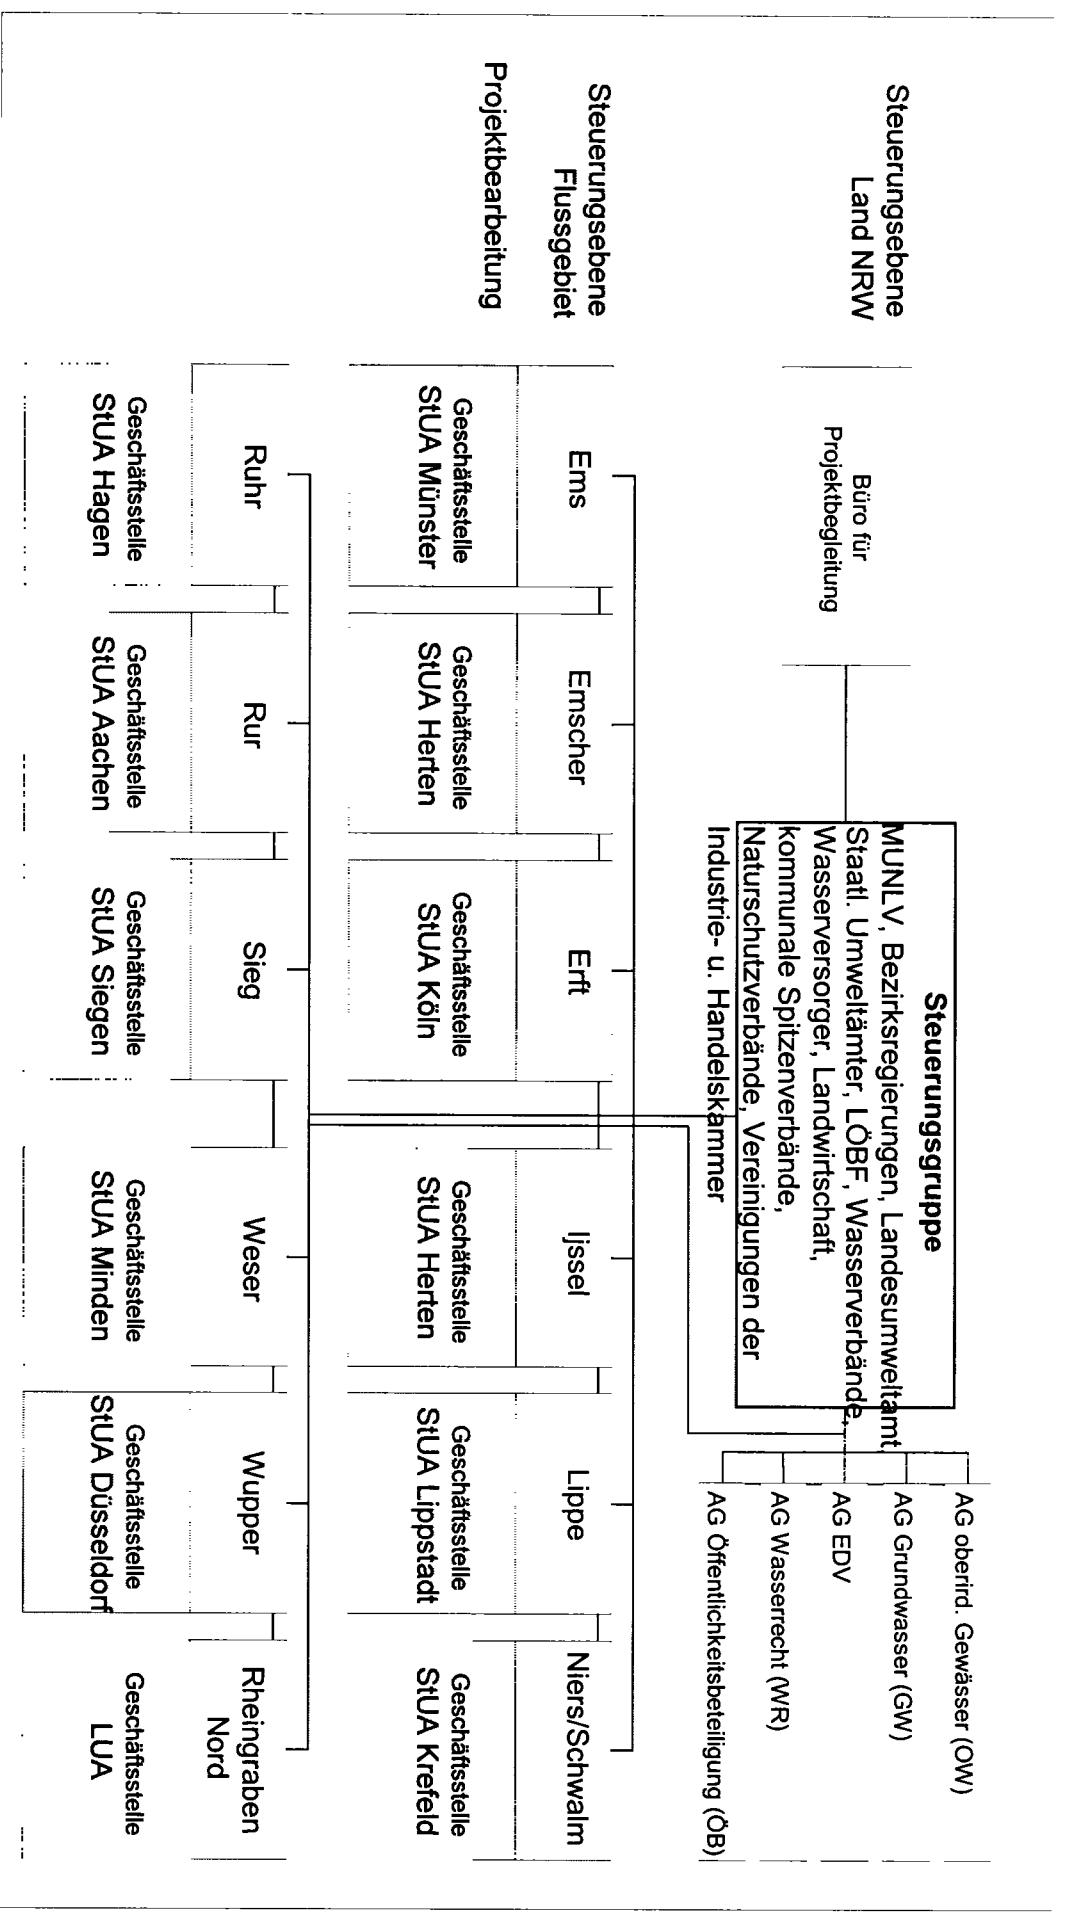 Steuerungsebene
Land NRW
Büro für
Projektbegleitung
Steuerungsgruppe
MUNLV, Bezirksregierungen, Landesumweltamt,
Staatl. Umweltämter, LÖBF, Wasserverbände,
Wasserversorger, Landwirtschaft,
kommunale Spitzenverbände,
Naturschutzverbände, Vereinigungen der
Industrie- u. Handelskammer
AG oberird. Gewässer (OW)
AG Grundwasser (GW)
AG EDV
AG Wasserrecht (WR)
AG Öffentlichkeitsbeteiligung (ÖB)
Steuerungsebene
Flussgebiet
Projektbearbeitung
Ems
Geschäftsstelle
StUA Münster
Emscher
Geschäftsstelle
StUA Herten
Erft
Geschäftsstelle
StUA Köln
Ijssel
Geschäftsstelle
StUA Herten
Lippe
Geschäftsstelle
StUA Lippstadt
Niers/Schwalm
Geschäftsstelle
StUA Krefeld
Ruhr
Geschäftsstelle
StUA Hagen
Rur
Geschäftsstelle
StUA Aachen
Sieg
Geschäftsstelle
StUA Siegen
Weser
Geschäftsstelle
StUA Minden
Wupper
Geschäftsstelle
StUA Düsseldorf
Rheingraben
Nord
Geschäftsstelle
LUA